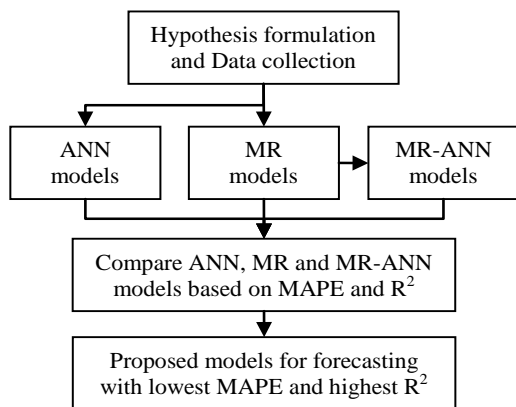 Hypothesis formulation
and Data collection
ANN
models
MR
models
MR-ANN
models
Compare ANN, MR and MR-ANN
models based on MAPE and R²
Proposed models for forecasting
with lowest MAPE and highest R²